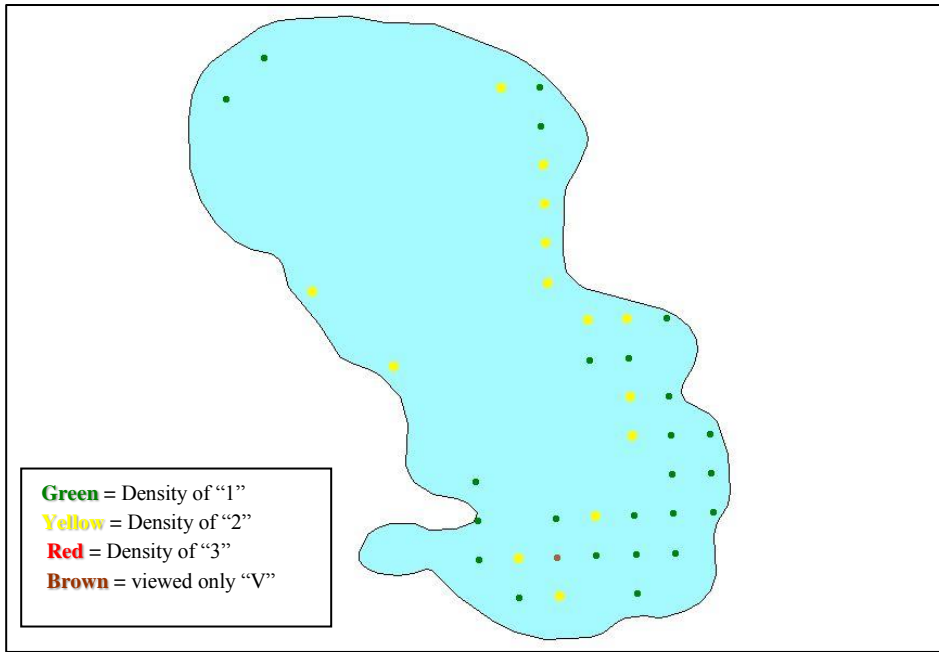 Green = Density of “1”
Yellow = Density of “2”
Red = Density of “3”
Brown = viewed only “V”